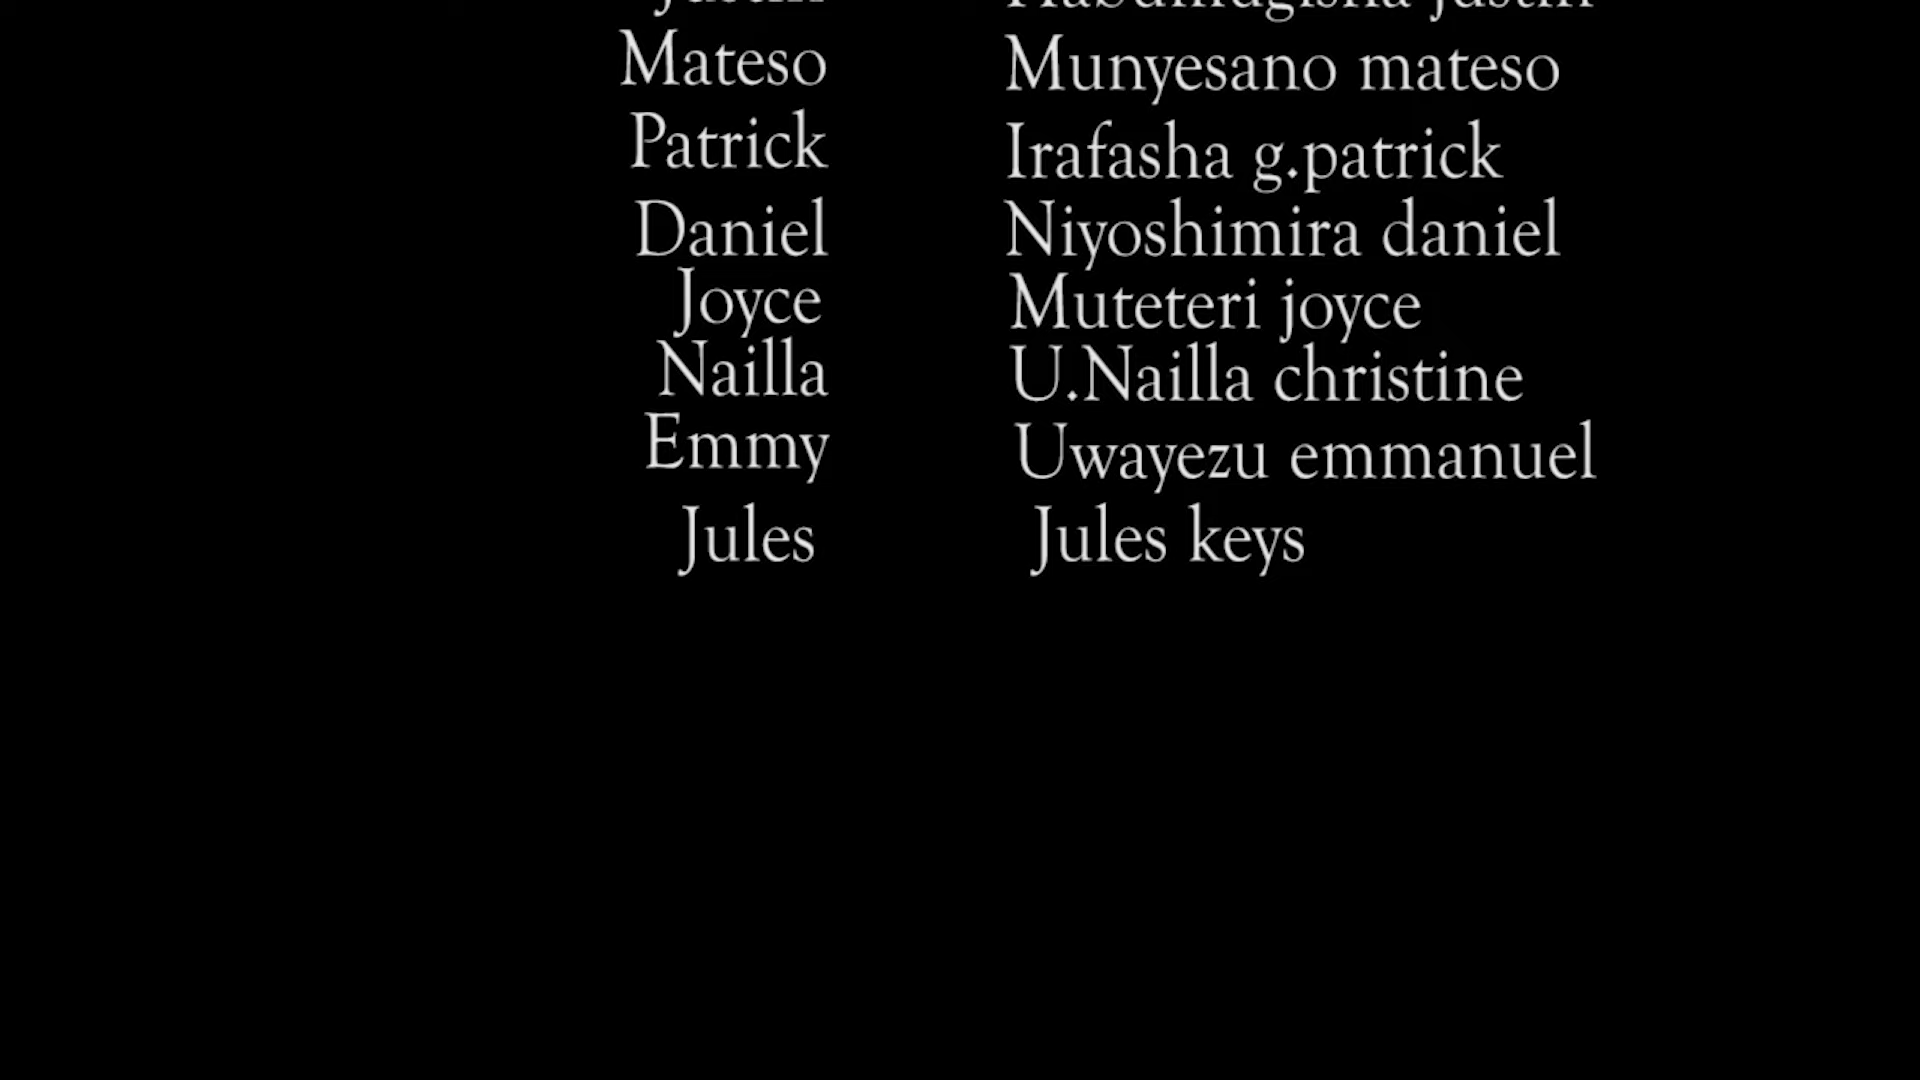 Mateso Munyesano mateso
Patrick Irafasha g.patrick
Daniel Niyoshimira daniel
Joyce Muteteri joyce
Nailla U.Nailla christine
Emmy Uwayezu emmanuel
Jules Jules keys